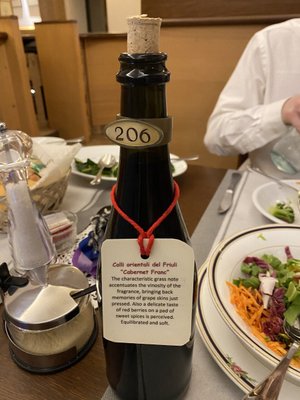 206
Colli orientali del Friuli
"Cabernet Franc"
The characteristic grass note
accentuates the vinosity of the
fragrance, bringing back
memories of grape skins just
pressed. Also a delicate taste
of red berries on a pad of
sweet spices is perceived.
Equilibrated and soft.